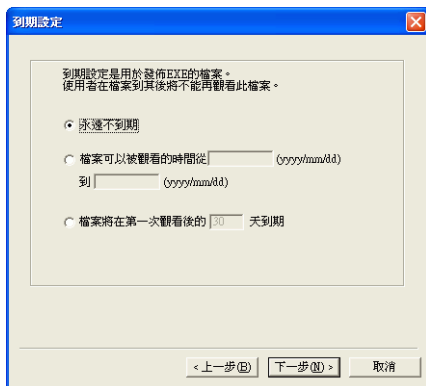 到期設定
到期設定是用於發佈EXE的檔案。
使用者在檔案到其後將不能再觀看此檔案。
永遠不到期
檔案可以被觀看的時間從 (yyyy/mm/dd)
到 (yyyy/mm/dd)
檔案將在第一次觀看後的 30 天到期
<上一步(B) 下一步(N)> 取消